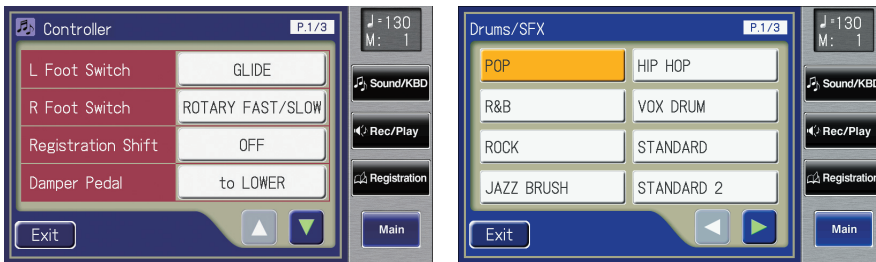 Controller P.1/3
♩=130
M: 1
L Foot Switch GLIDE
R Foot Switch ROTARY FAST/SLOW
Registration Shift OFF
Damper Pedal to LOWER
Exit
Sound/KBD
Rec/Play
Registration
Main
Drums/SFX P.1/3
♩=130
M: 1
POP HIP HOP
R&B VOX DRUM
ROCK STANDARD
JAZZ BRUSH STANDARD 2
Exit
Sound/KBD
Rec/Play
Registration
Main